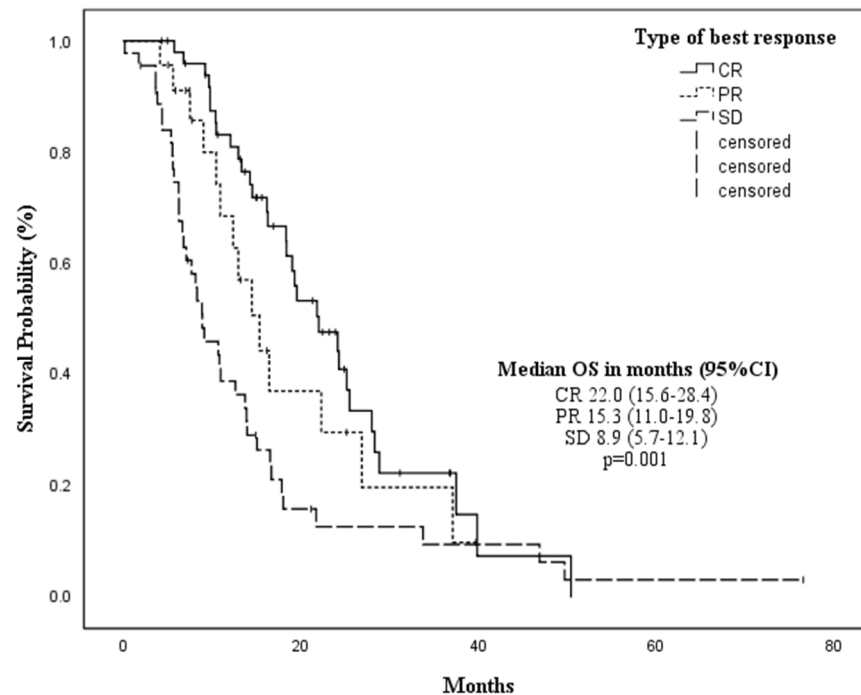 Type of best response
CR
PR
SD
censored
censored
censored
1.0
0.8
0.6
0.4
0.2
0.0
Survival Probability (%)
Median OS in months (95%CI)
CR 22.0 (15.6-28.4)
PR 15.3 (11.0-19.8)
SD 8.9 (5.7-12.1)
p=0.001
0 20 40 60 80
Months